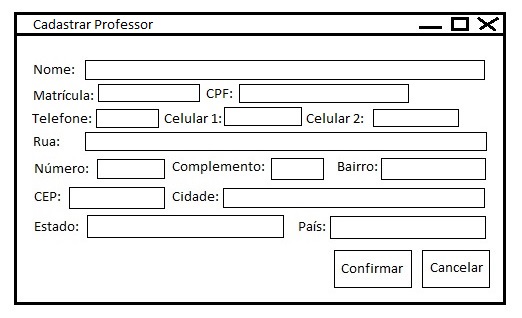 Cadastrar Professor
Nome:
Matrícula: CPF:
Telefone: Celular 1: Celular 2:
Rua:
Número: Complemento: Bairro:
CEP: Cidade:
Estado: País:
Confirmar Cancelar